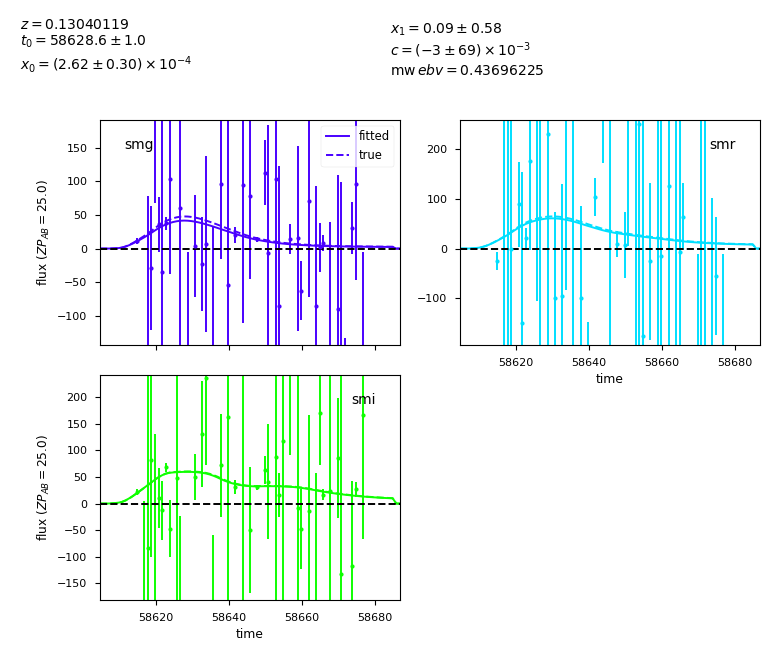 z = 0.13040119
t₀ = 58628.6 ± 1.0
x₀ = (2.62 ± 0.30) × 10⁻⁴
x₁ = 0.09 ± 0.58
c = (−3 ± 69) × 10⁻³
mw ebv = 0.43696225
smg
fitted
true
150
100
50
0
−50
−100
flux (ZP_AB = 25.0)
smr
200
100
0
−100
58620 58640 58660 58680
time
smi
200
150
100
50
0
−50
−100
−150
flux (ZP_AB = 25.0)
58620 58640 58660 58680
time